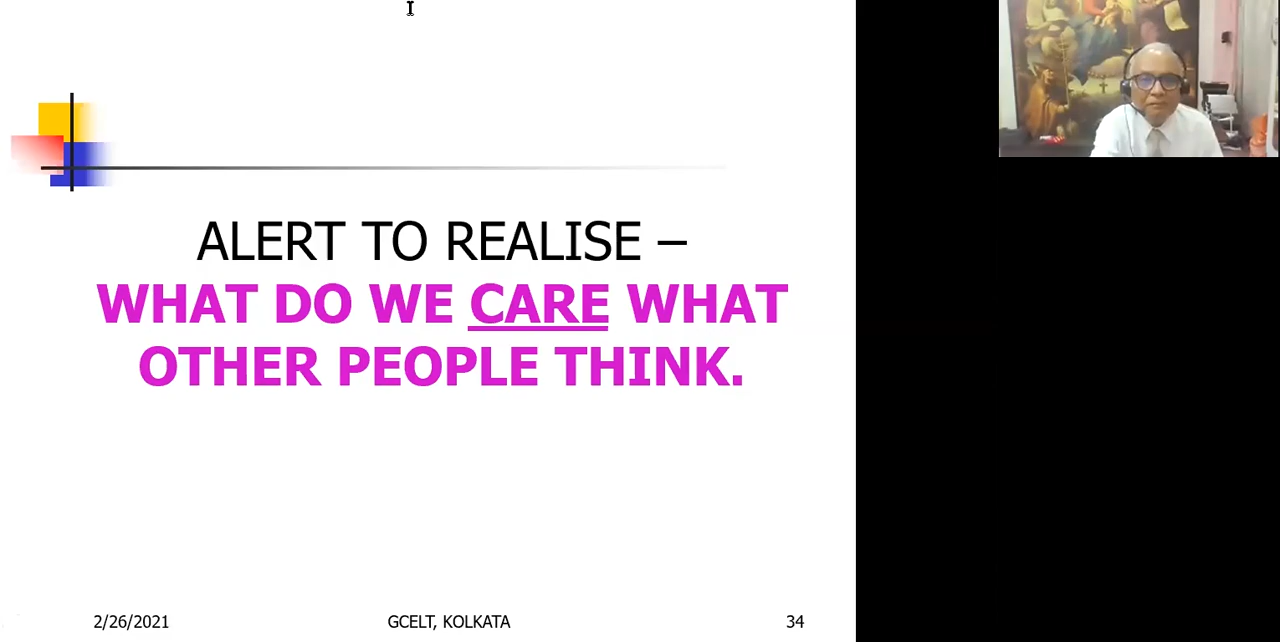 ALERT TO REALISE –
WHAT DO WE CARE WHAT
OTHER PEOPLE THINK.
2/26/2021 GCELT, KOLKATA 34